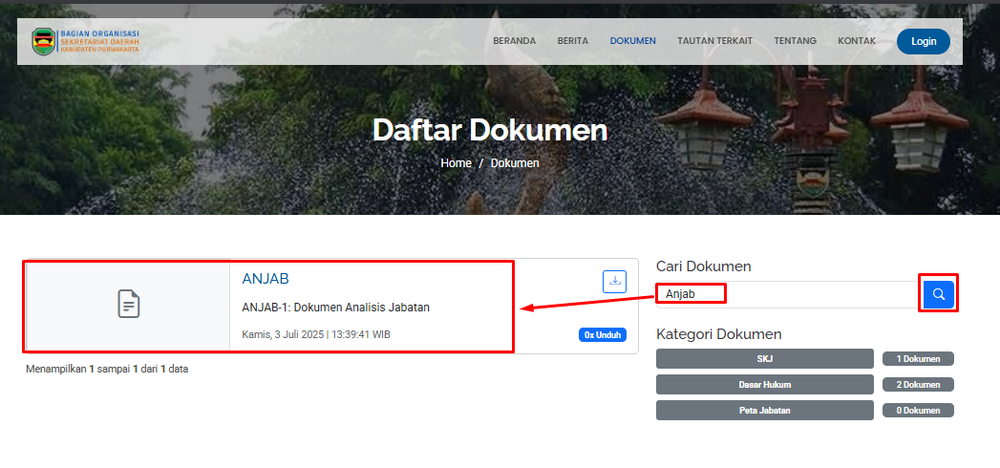 BAGIAN ORGANISASI
SEKRETARIAT DAERAH
KABUPATEN PURWAKARTA
BERANDA
BERITA
DOKUMEN
TAUTAN TERKAIT
TENTANG
KONTAK
Login
Daftar Dokumen
Home / Dokumen
ANJAB
ANJAB-1: Dokumen Analisis Jabatan
Kamis, 3 Juli 2025 | 13:39:41 WIB
0x Unduh
Menampilkan 1 sampai 1 dari 1 data
Cari Dokumen
Anjab
Kategori Dokumen
SKJ
1 Dokumen
Dasar Hukum
2 Dokumen
Peta Jabatan
0 Dokumen